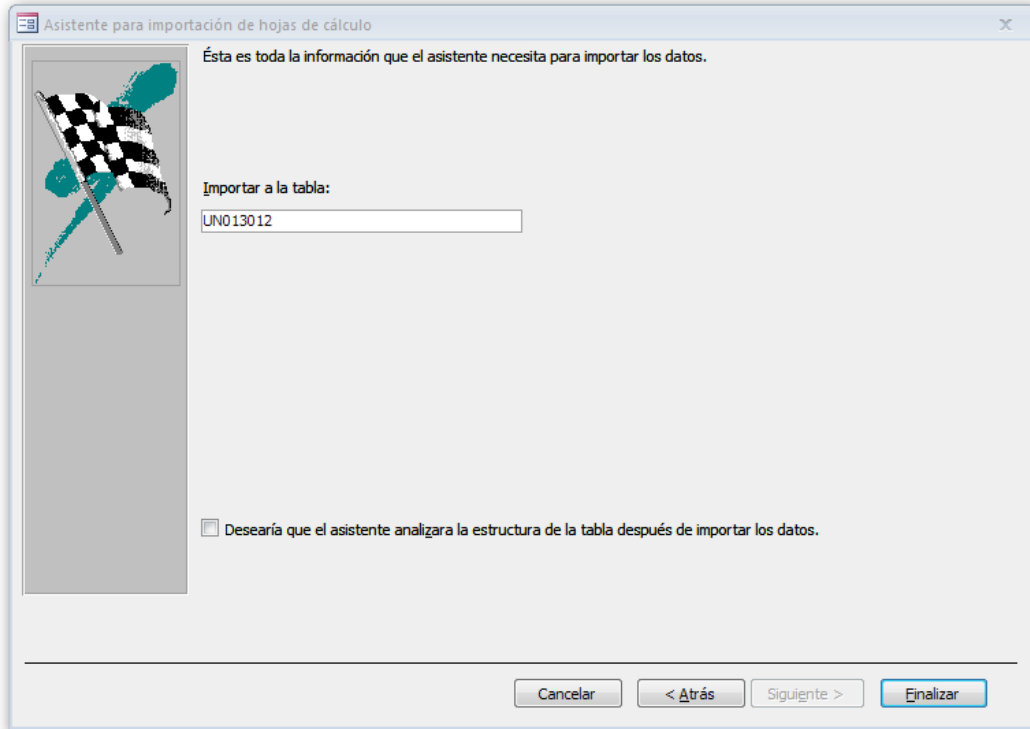 Asistente para importación de hojas de cálculo
Ésta es toda la información que el asistente necesita para importar los datos.
Importar a la tabla:
UN013012
Desearía que el asistente analizara la estructura de la tabla después de importar los datos.
Cancelar
< Atrás
Siguiente >
Finalizar